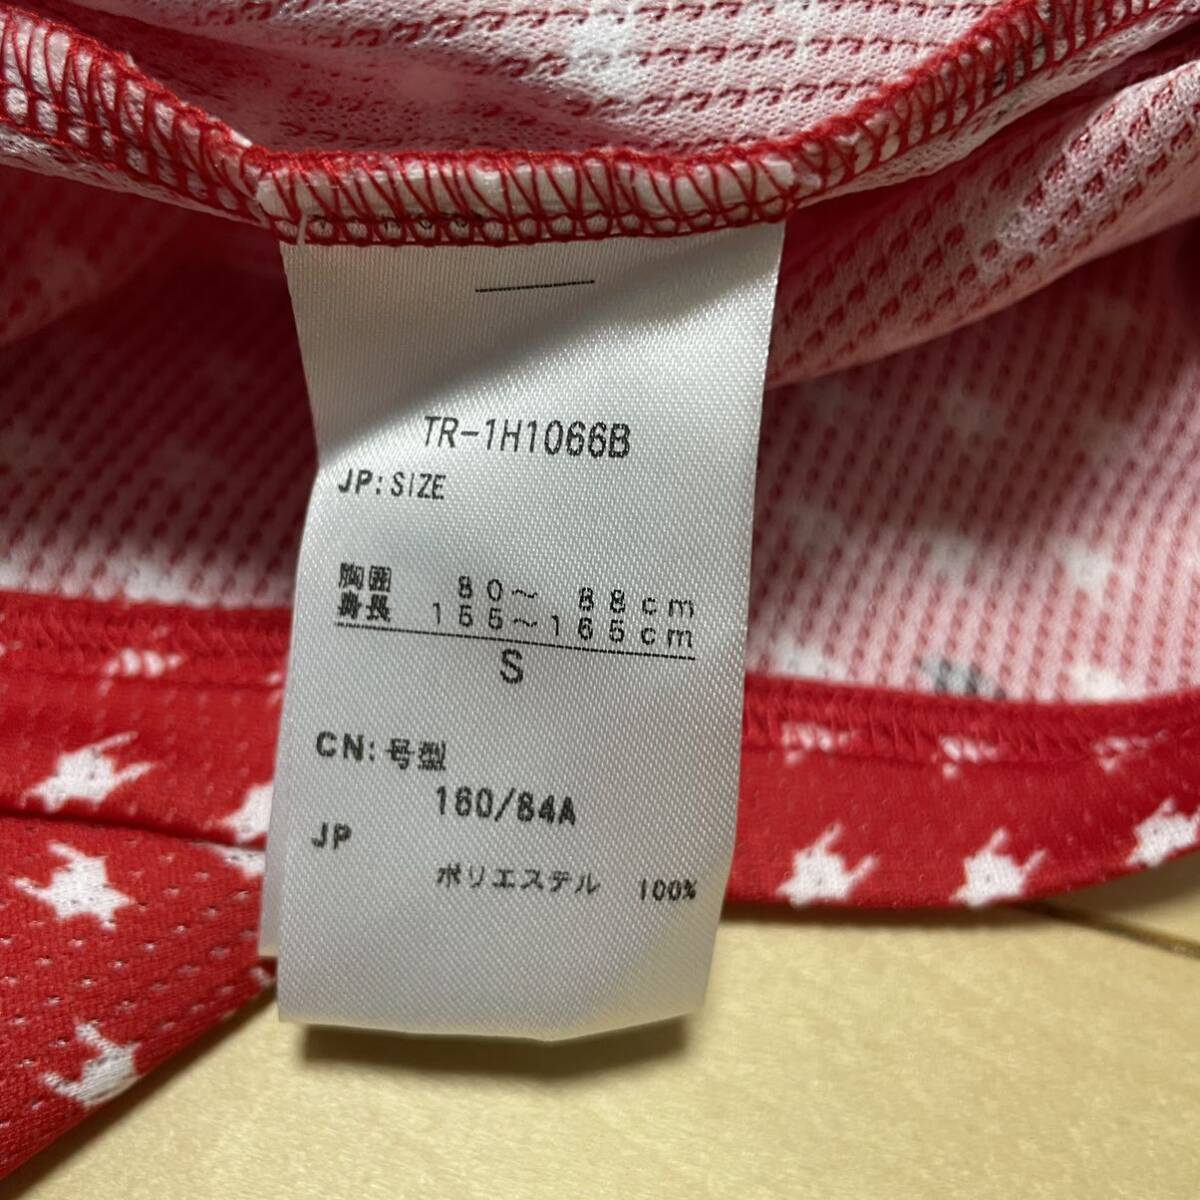 TR-1H1066B
JP:SIZE
胸囲 80～ 88cm
身長 155～165cm
S
CN:号型
160/84A
JP
ポリエステル 100%